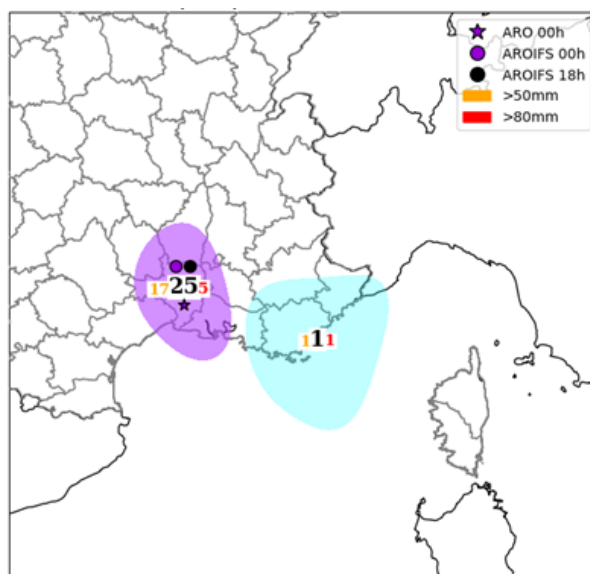 ARO 00h
AROIFS 00h
AROIFS 18h
>50mm
>80mm
17 25 5
1 1 1